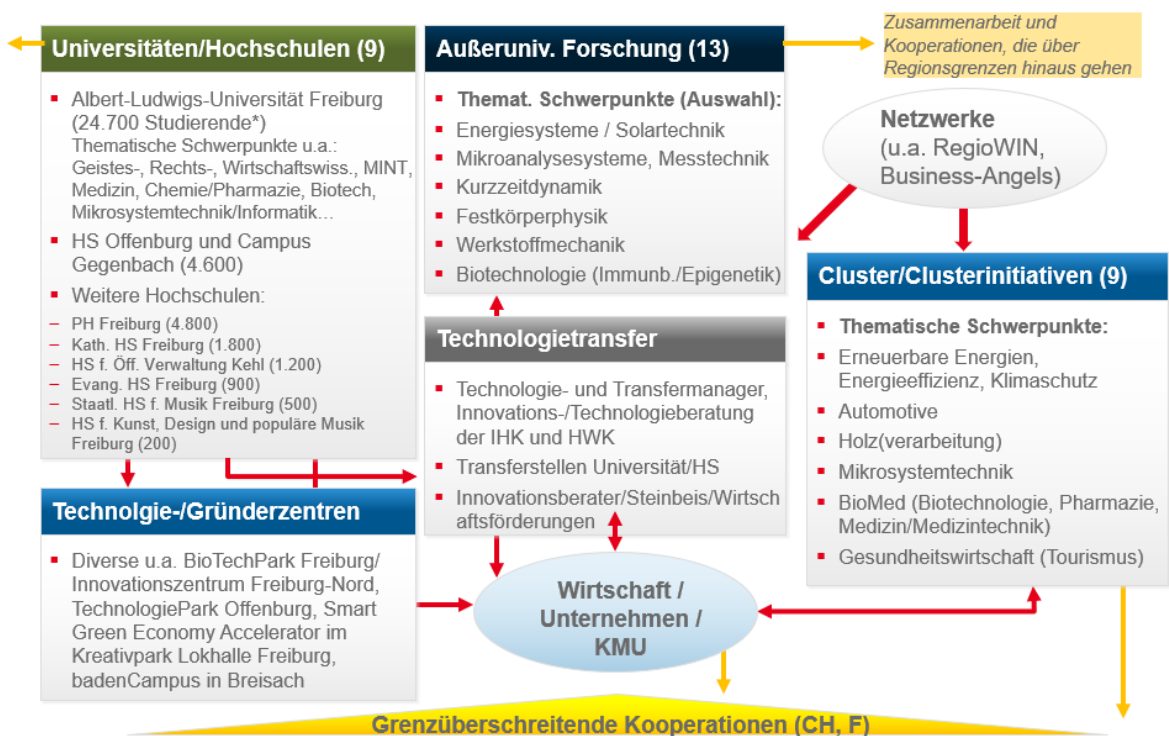 Universitäten/Hochschulen (9)
Albert-Ludwigs-Universität Freiburg
(24.700 Studierende*)
Thematische Schwerpunkte u.a.:
Geistes-, Rechts-, Wirtschaftswiss., MINT,
Medizin, Chemie/Pharmazie, Biotech,
Mikrosystemtechnik/Informatik…
HS Offenburg und Campus
Gegenbach (4.600)
Weitere Hochschulen:
– PH Freiburg (4.800)
– Kath. HS Freiburg (1.800)
– HS f. Öff. Verwaltung Kehl (1.200)
– Evang. HS Freiburg (900)
– Staatl. HS f. Musik Freiburg (500)
– HS f. Kunst, Design und populäre Musik
Freiburg (200)
Außeruniv. Forschung (13)
Themat. Schwerpunkte (Auswahl):
Energiesysteme / Solartechnik
Mikroanalysesysteme, Messtechnik
Kurzzeitdynamik
Festkörperphysik
Werkstoffmechanik
Biotechnologie (Immunb./Epigenetik)
Zusammenarbeit und
Kooperationen, die über
Regionsgrenzen hinaus gehen
Netzwerke
(u.a. RegioWIN,
Business-Angels)
Technologietransfer
Technologie- und Transfermanager,
Innovations-/Technologieberatung
der IHK und HWK
Transferstellen Universität/HS
Innovationsberater/Steinbeis/Wirtsch
aftsförderungen
Cluster/Clusterinitiativen (9)
Thematische Schwerpunkte:
Erneuerbare Energien,
Energieeffizienz, Klimaschutz
Automotive
Holz(verarbeitung)
Mikrosystemtechnik
BioMed (Biotechnologie, Pharmazie,
Medizin/Medizintechnik)
Gesundheitswirtschaft (Tourismus)
Technolgie-/Gründerzentren
Diverse u.a. BioTechPark Freiburg/
Innovationszentrum Freiburg-Nord,
TechnologiePark Offenburg, Smart
Green Economy Accelerator im
Kreativpark Lokhalle Freiburg,
badenCampus in Breisach
Wirtschaft /
Unternehmen /
KMU
Grenzüberschreitende Kooperationen (CH, F)